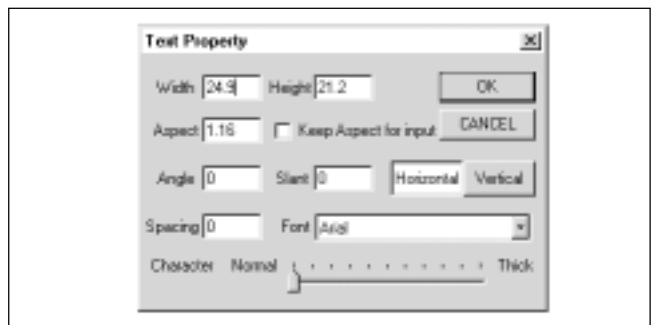 Text Property
Width 24.9 Height 21.2 OK
Aspect 1.16 Keep Aspect for input CANCEL
Angle 0 Slant 0 Horizontal Vertical
Spacing 0 Font Arial
Character Normal Thick